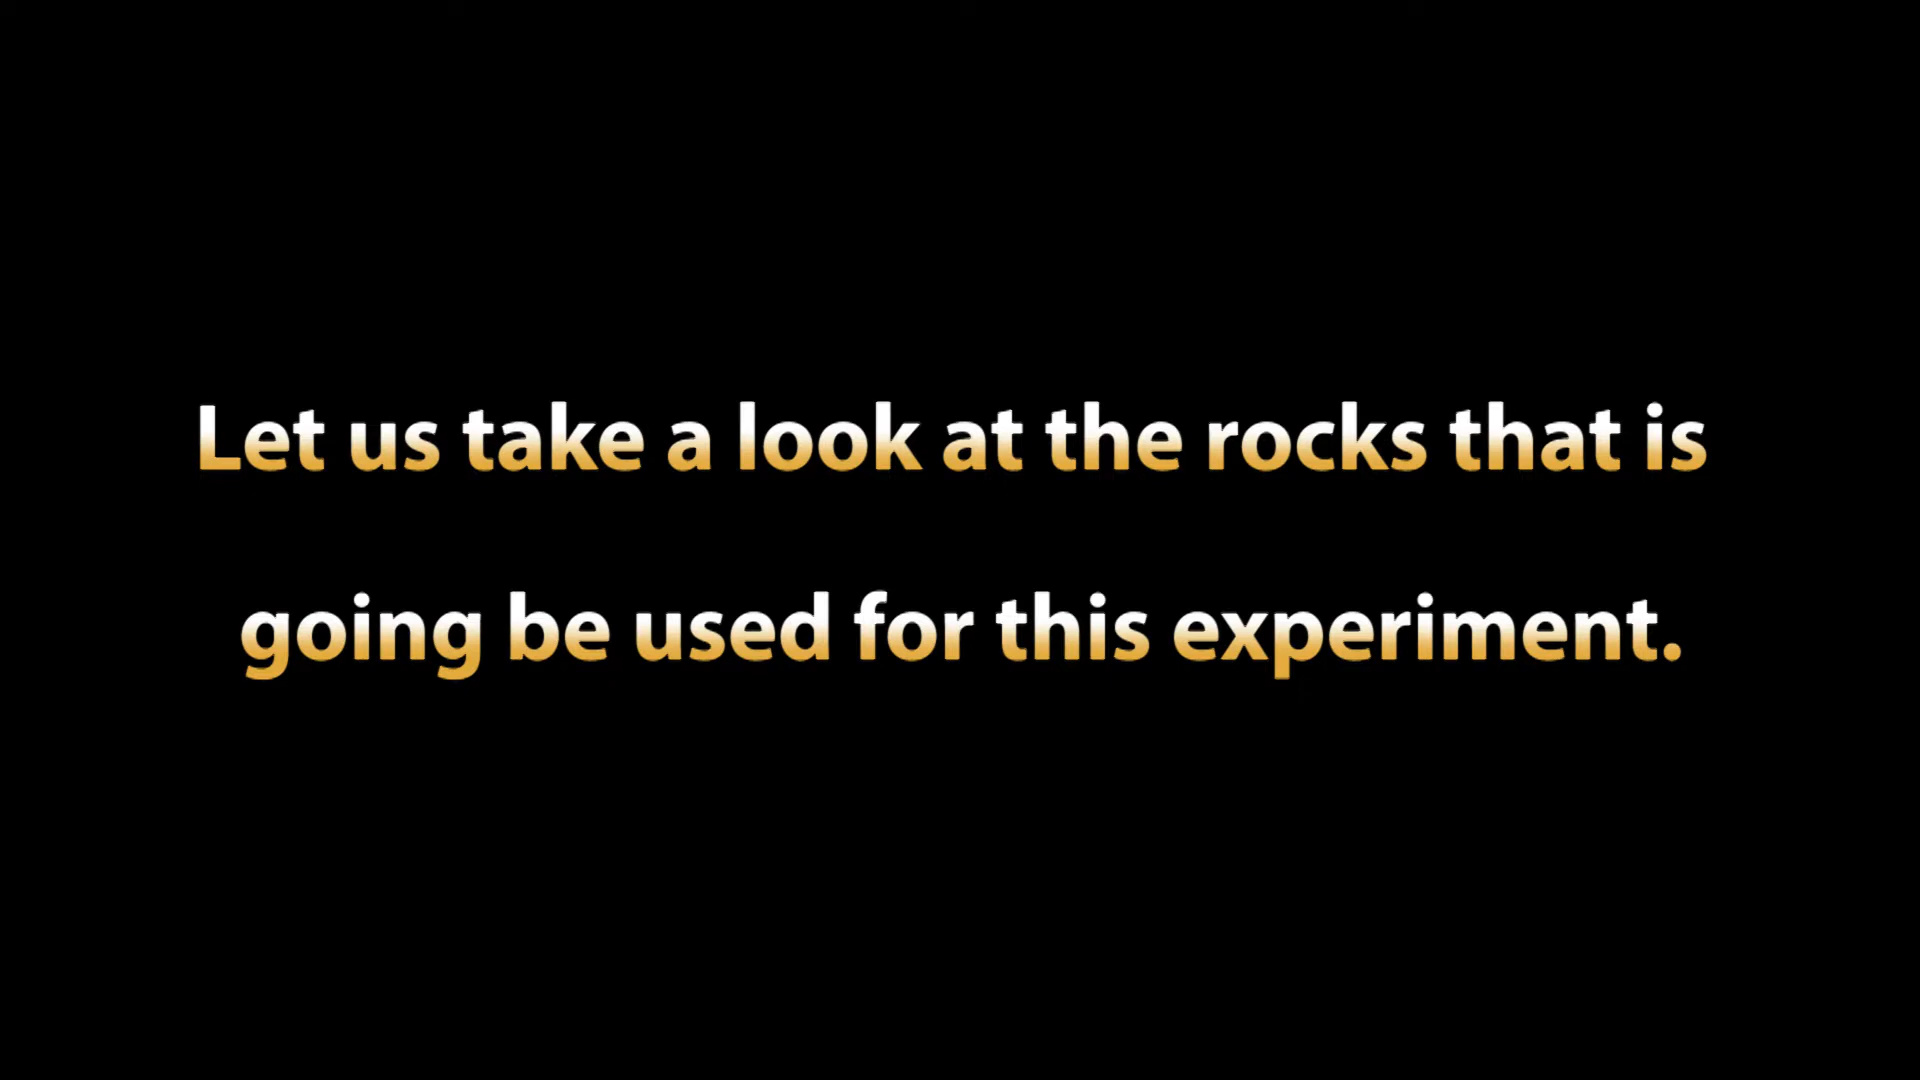 Let us take a look at the rocks that is
going be used for this experiment.